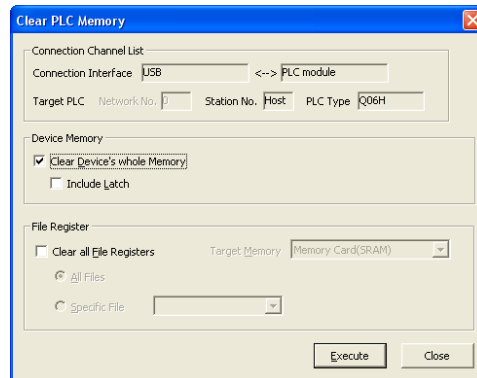 Clear PLC Memory
Connection Channel List
Connection Interface USB <--> PLC module
Target PLC Network No. 0 Station No. Host PLC Type Q06H
Device Memory
Clear Device's whole Memory
Include Latch
File Register
Clear all File Registers Target Memory Memory Card(SRAM)
All Files
Specific File
Execute Close